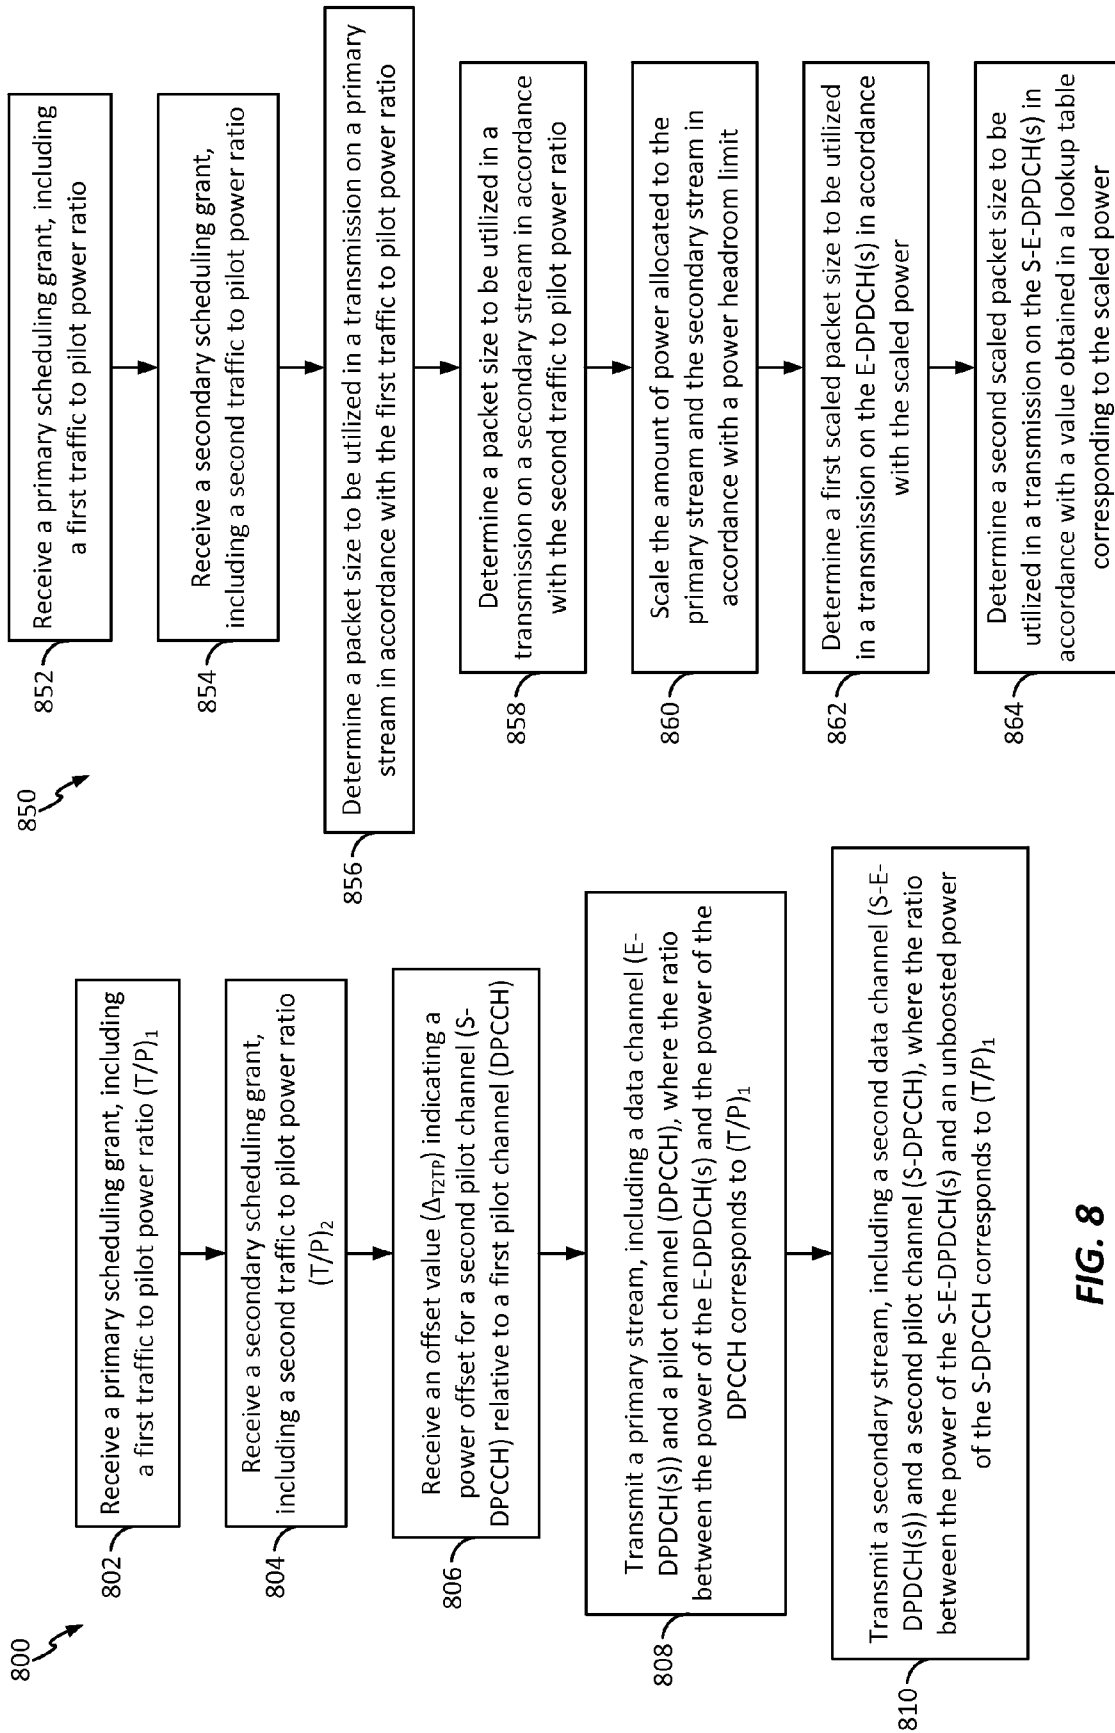 800
802
Receive a primary scheduling grant, including
a first traffic to pilot power ratio (T/P)1
804
Receive a secondary scheduling grant,
including a second traffic to pilot power ratio
(T/P)2
806
Receive an offset value (ΔT2TP) indicating a
power offset for a second pilot channel (S-
DPCCH) relative to a first pilot channel (DPCCH)
808
Transmit a primary stream, including a data channel (E-
DPDCH(s)) and a pilot channel (DPCCH), where the ratio
between the power of the E-DPDCH(s) and the power of the
DPCCH corresponds to (T/P)1
810
Transmit a secondary stream, including a second data channel (S-E-
DPDCH(s)) and a second pilot channel (S-DPCCH), where the ratio
between the power of the S-E-DPDCH(s) and an unboosted power
of the S-DPCCH corresponds to (T/P)1
850
852
Receive a primary scheduling grant, including
a first traffic to pilot power ratio
854
Receive a secondary scheduling grant,
including a second traffic to pilot power ratio
856
Determine a packet size to be utilized in a transmission on a primary
stream in accordance with the first traffic to pilot power ratio
858
Determine a packet size to be utilized in a
transmission on a secondary stream in accordance
with the second traffic to pilot power ratio
860
Scale the amount of power allocated to the
primary stream and the secondary stream in
accordance with a power headroom limit
862
Determine a first scaled packet size to be utilized
in a transmission on the E-DPDCH(s) in accordance
with the scaled power
864
Determine a second scaled packet size to be
utilized in a transmission on the S-E-DPDCH(s) in
accordance with a value obtained in a lookup table
corresponding to the scaled power
FIG. 8